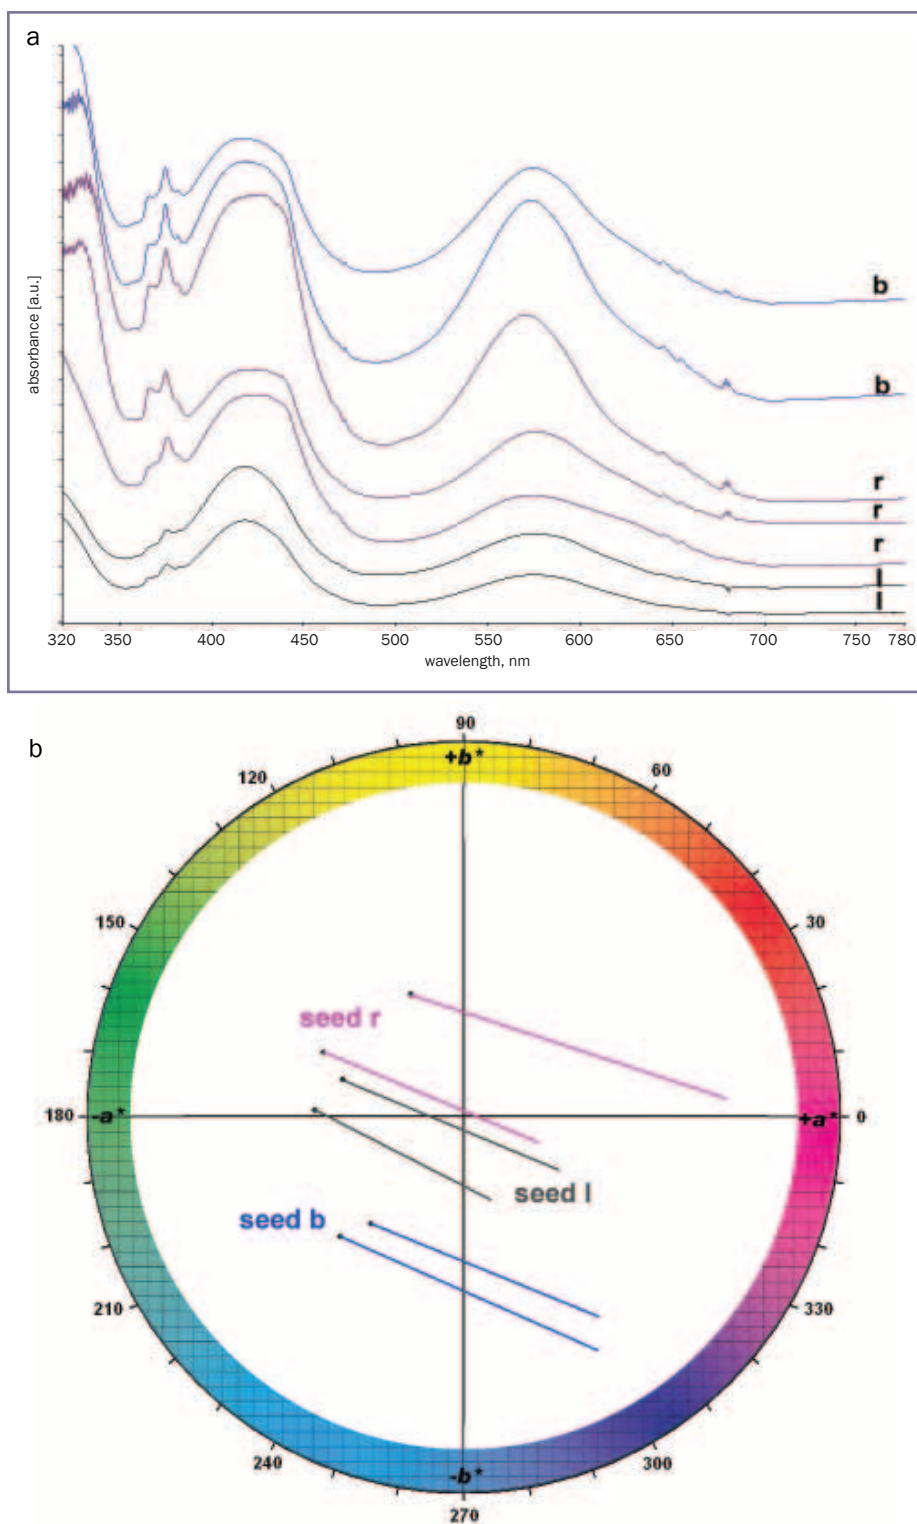 a
absorbance [a.u.]
b
b
r
r
r
l
l
320 350 400 450 500 550 600 650 700 750 780
wavelength, nm
b
90
+b*
120
60
150
30
seed r
180
-a*
+a*
0
seed l
seed b
210
330
240
300
-b*
270